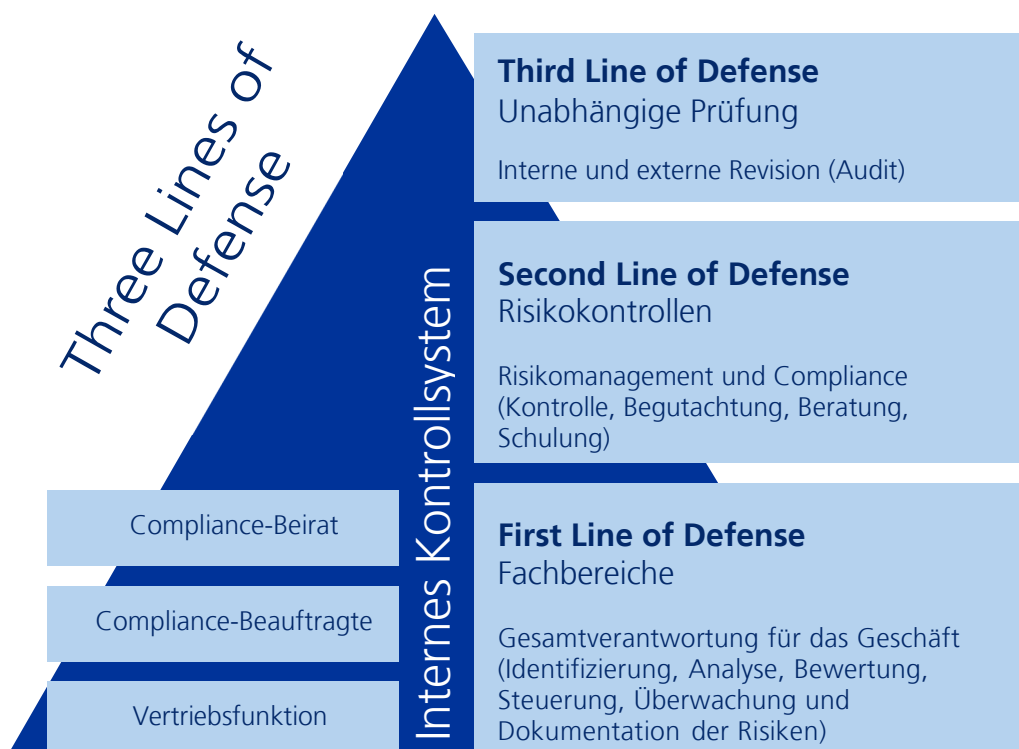 Three Lines of
Defense
Third Line of Defense
Unabhängige Prüfung
Interne und externe Revision (Audit)
Second Line of Defense
Risikokontrollen
Risikomanagement und Compliance
(Kontrolle, Begutachtung, Beratung,
Schulung)
Internes Kontrollsystem
Compliance-Beirat
Compliance-Beauftragte
Vertriebsfunktion
First Line of Defense
Fachbereiche
Gesamtverantwortung für das Geschäft
(Identifizierung, Analyse, Bewertung,
Steuerung, Überwachung und
Dokumentation der Risiken)